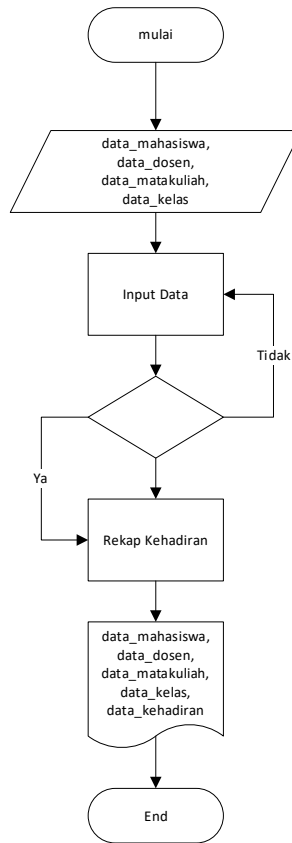 mulai
data_mahasiswa,
data_dosen,
data_matakuliah,
data_kelas
Input Data
Tidak
Ya
Rekap Kehadiran
data_mahasiswa,
data_dosen,
data_matakuliah,
data_kelas,
data_kehadiran
End